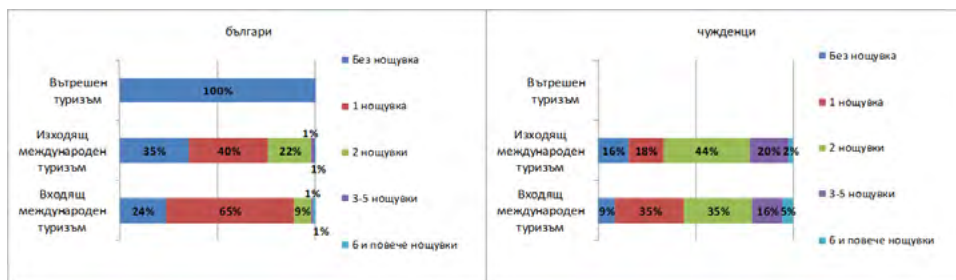 българи
Без нощувка
1 нощувка
2 нощувки
3-5 нощувки
6 и повече нощувки
Вътрешен
туризъм
100%
Изходящ
международен
туризъм
35% 40% 22% 1%
1%
Входящ
международен
туризъм
24% 65% 9% 1%
1%
чужденци
Без нощувка
1 нощувка
2 нощувки
3-5 нощувки
6 и повече нощувки
Вътрешен
туризъм
Изходящ
международен
туризъм
16% 18% 44% 20% 2%
Входящ
международен
туризъм
9% 35% 35% 16% 5%